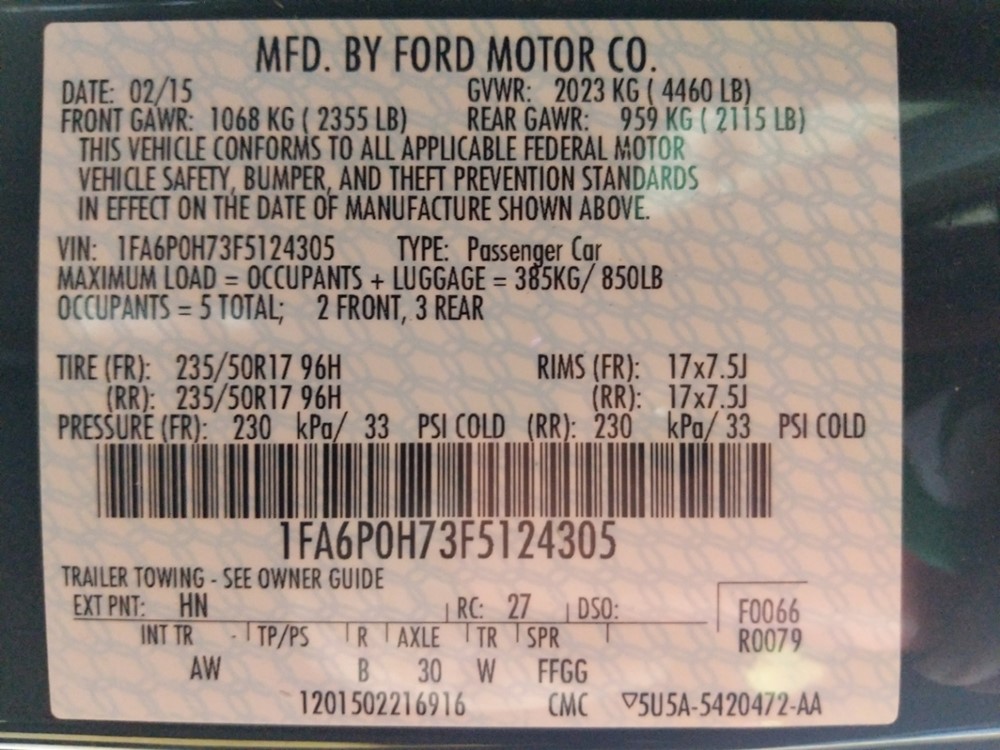 MFD. BY FORD MOTOR CO.
DATE: 02/15 GVWR: 2023 KG ( 4460 LB)
FRONT GAWR: 1068 KG ( 2355 LB) REAR GAWR: 959 KG ( 2115 LB)
THIS VEHICLE CONFORMS TO ALL APPLICABLE FEDERAL MOTOR
VEHICLE SAFETY, BUMPER, AND THEFT PREVENTION STANDARDS
IN EFFECT ON THE DATE OF MANUFACTURE SHOWN ABOVE.
VIN: 1FA6P0H73F5124305 TYPE: Passenger Car
MAXIMUM LOAD = OCCUPANTS + LUGGAGE = 385KG/ 850LB
OCCUPANTS = 5 TOTAL; 2 FRONT, 3 REAR
TIRE (FR): 235/50R17 96H RIMS (FR): 17x7.5J
(RR): 235/50R17 96H (RR): 17x7.5J
PRESSURE (FR): 230 kPa/ 33 PSI COLD (RR): 230 kPa/ 33 PSI COLD
1FA6P0H73F5124305
TRAILER TOWING - SEE OWNER GUIDE
EXT PNT: HN RC: 27 DSO: F0066
INT TR TP/PS R AXLE TR SPR R0079
AW B 30 W FFGG
1201502216916 CMC ▽5U5A-5420472-AA